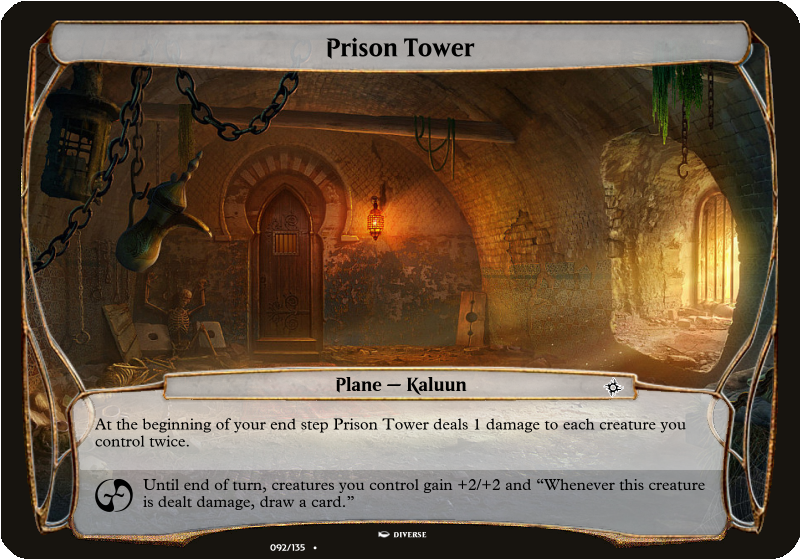 Prison Tower
Plane — Kaluun
At the beginning of your end step Prison Tower deals 1 damage to each creature you
control twice.
Until end of turn, creatures you control gain +2/+2 and “Whenever this creature
is dealt damage, draw a card.”
DIVERSE
092/135 •